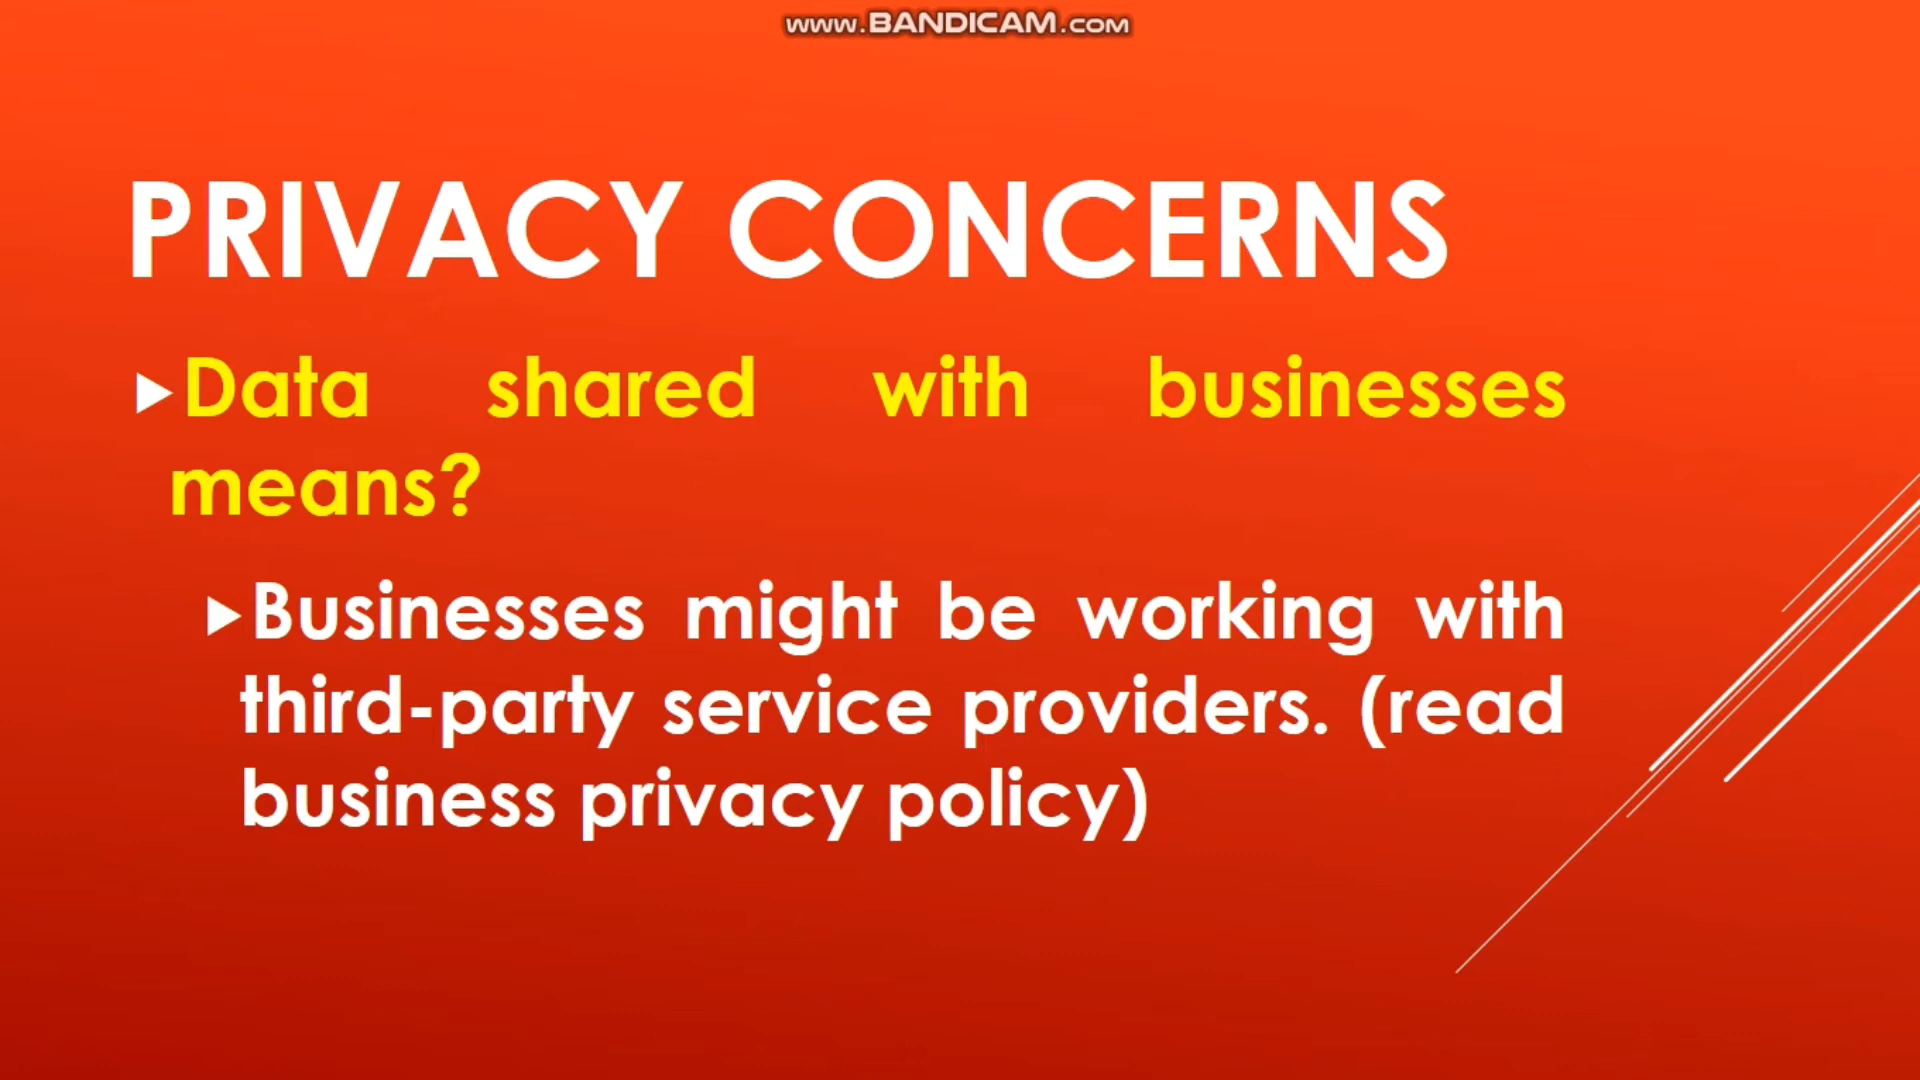 www.BANDICAM.com
PRIVACY CONCERNS
Data shared with businesses
means?
Businesses might be working with
third-party service providers. (read
business privacy policy)